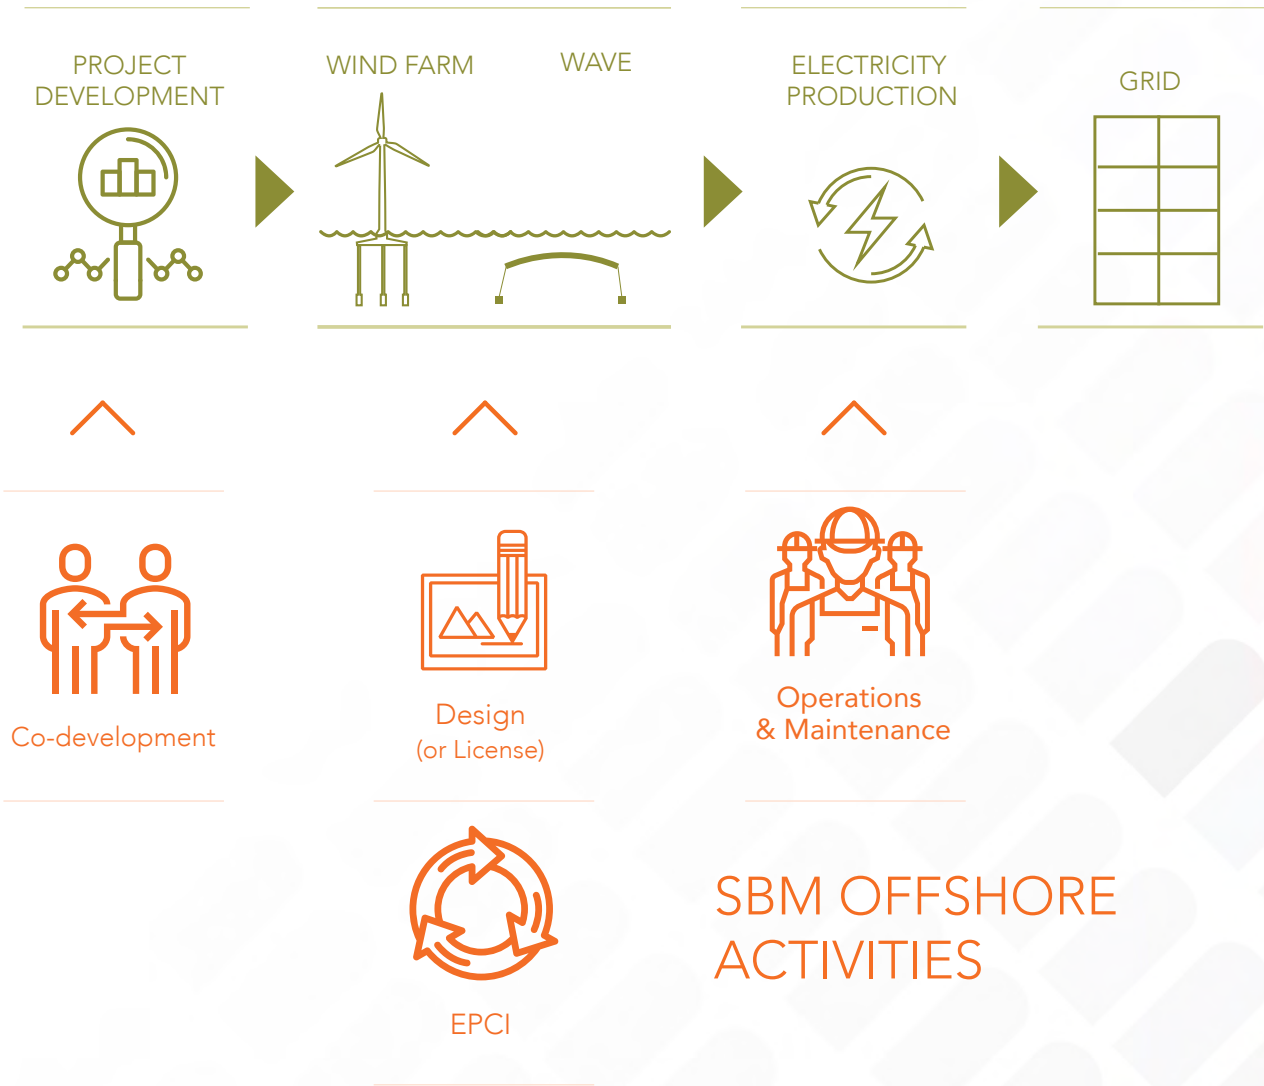 PROJECT
DEVELOPMENT
WIND FARM
WAVE
ELECTRICITY
PRODUCTION
GRID
Co-development
Design
(or License)
Operations
& Maintenance
EPCI
SBM OFFSHORE
ACTIVITIES